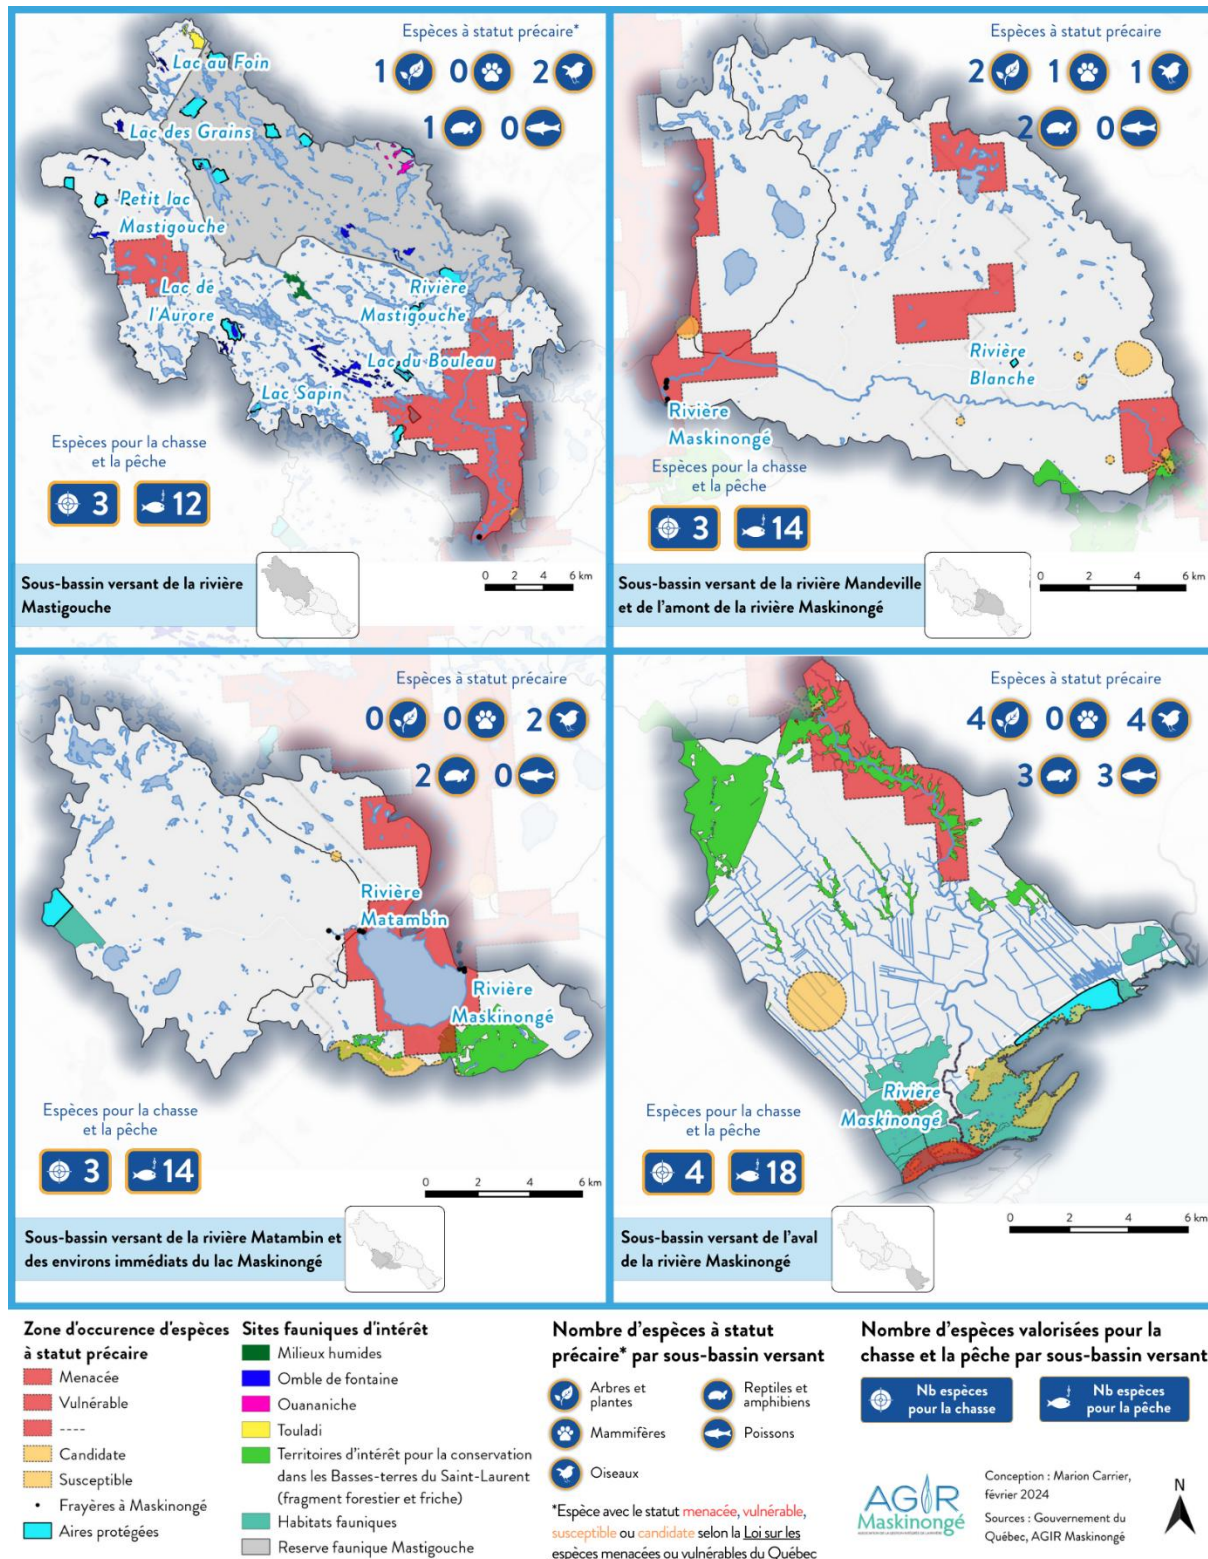 Espèces à statut précaire*
1 0 2
1 0
Lac au Foin
Lac des Grains
Petit lac
Mastigouche
Lac de
l'Aurore
Rivière
Mastigouche
Lac du Bouleau
Lac Sapin
Espèces pour la chasse
et la pêche
3 12
0 2 4 6 km
Sous-bassin versant de la rivière
Mastigouche
Espèces à statut précaire
2 1 1
2 0
Rivière
Blanche
Rivière
Maskinongé
Espèces pour la chasse
et la pêche
3 14
0 2 4 6 km
Sous-bassin versant de la rivière Mandeville
et de l'amont de la rivière Maskinongé
Espèces à statut précaire
0 0 2
2 0
Rivière
Matambin
Rivière
Maskinongé
Espèces pour la chasse
et la pêche
3 14
0 2 4 6 km
Sous-bassin versant de la rivière Matambin et
des environs immédiats du lac Maskinongé
Espèces à statut précaire
4 0 4
3 3
Rivière
Maskinongé
Espèces pour la chasse
et la pêche
4 18
0 2 4 6 km
Sous-bassin versant de l'aval
de la rivière Maskinongé
Zone d'occurence d'espèces
à statut précaire
Menacée
Vulnérable
----
Candidate
Susceptible
Frayères à Maskinongé
Aires protégées
Sites fauniques d'intérêt
Milieux humides
Omble de fontaine
Ouananiche
Touladi
Territoires d'intérêt pour la conservation
dans les Basses-terres du Saint-Laurent
(fragment forestier et friche)
Habitats fauniques
Reserve faunique Mastigouche
Nombre d'espèces à statut
précaire* par sous-bassin versant
Arbres et
plantes
Mammifères
Oiseaux
Reptiles et
amphibiens
Poissons
*Espèce avec le statut menacée, vulnérable,
susceptible ou candidate selon la Loi sur les
espèces menacées ou vulnérables du Québec
Nombre d'espèces valorisées pour la
chasse et la pêche par sous-bassin versant
Nb espèces
pour la chasse
Nb espèces
pour la pêche
AGIR
Maskinongé
Conception : Marion Carrier,
février 2024
Sources : Gouvernement du
Québec, AGIR Maskinongé
N